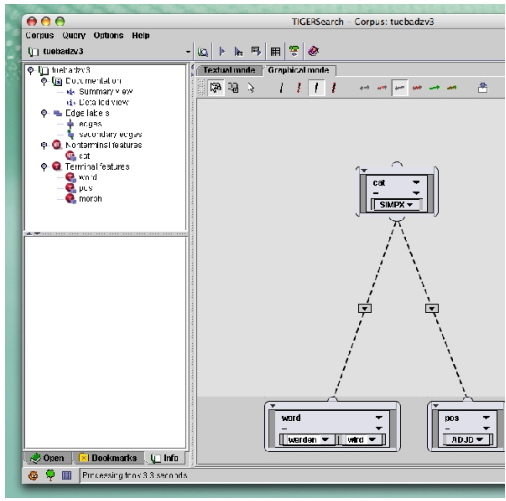 TIGERSearch – Corpus: tuebadzv3
Corpus Query Options Help
tuebadzv3
Textual mode Graphical mode
tuebadzv3
Documentation
Summary view
Detailed view
Edge labels
edges
secondary edges
Nonterminal features
cat
Terminal features
word
pos
morph
cat
=
SIMPX
word
=
werden wird
pos
=
ADJD
Open Bookmarks Info
Processing took 3.3 seconds